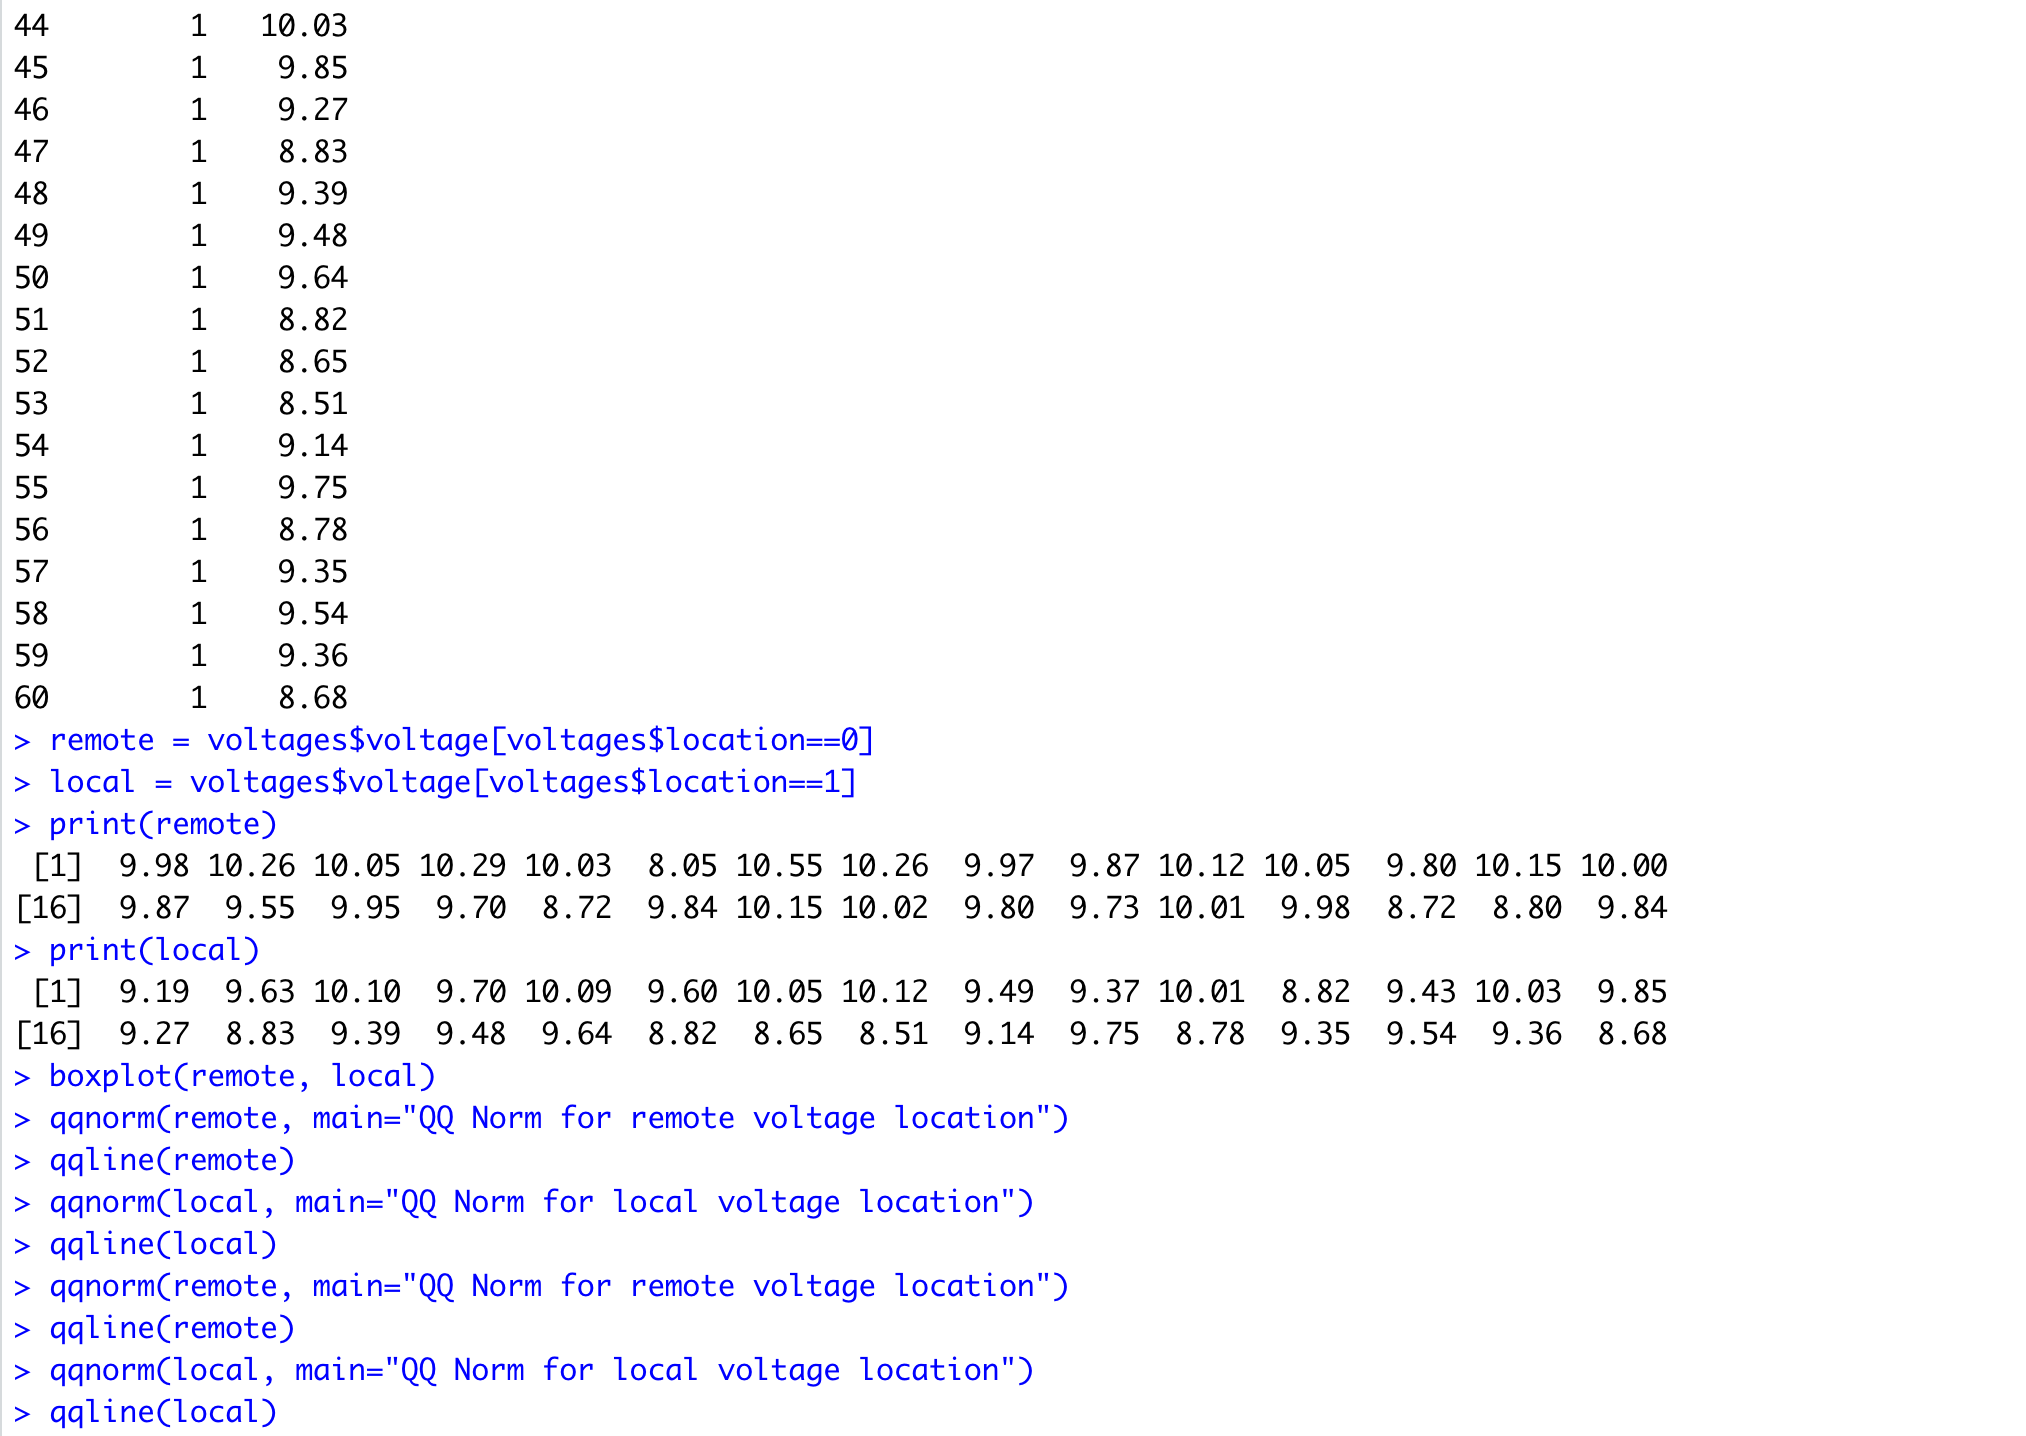 44        1   10.03
45        1    9.85
46        1    9.27
47        1    8.83
48        1    9.39
49        1    9.48
50        1    9.64
51        1    8.82
52        1    8.65
53        1    8.51
54        1    9.14
55        1    9.75
56        1    8.78
57        1    9.35
58        1    9.54
59        1    9.36
60        1    8.68
> remote = voltages$voltage[voltages$location==0]
> local = voltages$voltage[voltages$location==1]
> print(remote)
 [1]  9.98 10.26 10.05 10.29 10.03  8.05 10.55 10.26  9.97  9.87 10.12 10.05  9.80 10.15 10.00
[16]  9.87  9.55  9.95  9.70  8.72  9.84 10.15 10.02  9.80  9.73 10.01  9.98  8.72  8.80  9.84
> print(local)
 [1]  9.19  9.63 10.10  9.70 10.09  9.60 10.05 10.12  9.49  9.37 10.01  8.82  9.43 10.03  9.85
[16]  9.27  8.83  9.39  9.48  9.64  8.82  8.65  8.51  9.14  9.75  8.78  9.35  9.54  9.36  8.68
> boxplot(remote, local)
> qqnorm(remote, main="QQ Norm for remote voltage location")
> qqline(remote)
> qqnorm(local, main="QQ Norm for local voltage location")
> qqline(local)
> qqnorm(remote, main="QQ Norm for remote voltage location")
> qqline(remote)
> qqnorm(local, main="QQ Norm for local voltage location")
> qqline(local)